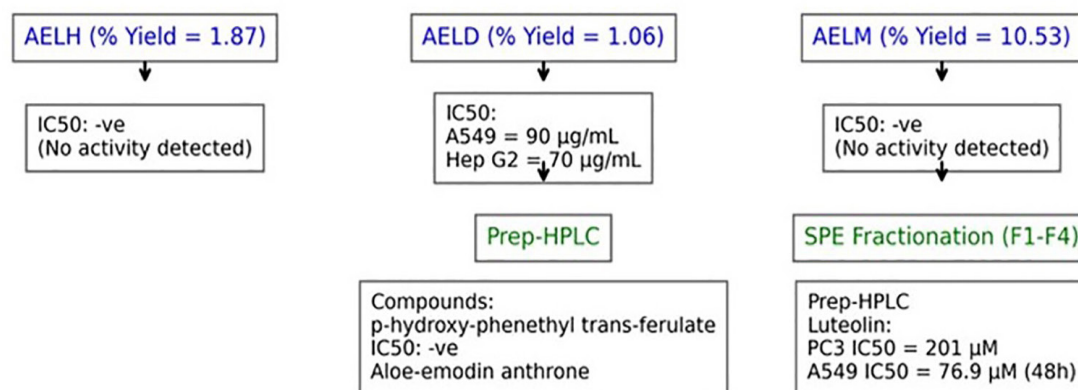 AELH (% Yield = 1.87)
IC50: -ve
(No activity detected)
AELD (% Yield = 1.06)
IC50:
A549 = 90 µg/mL
Hep G2 = 70 µg/mL
Prep-HPLC
Compounds:
p-hydroxy-phenethyl trans-ferulate
IC50: -ve
Aloe-emodin anthrone
AELM (% Yield = 10.53)
IC50: -ve
(No activity detected)
SPE Fractionation (F1-F4)
Prep-HPLC
Luteolin:
PC3 IC50 = 201 µM
A549 IC50 = 76.9 µM (48h)